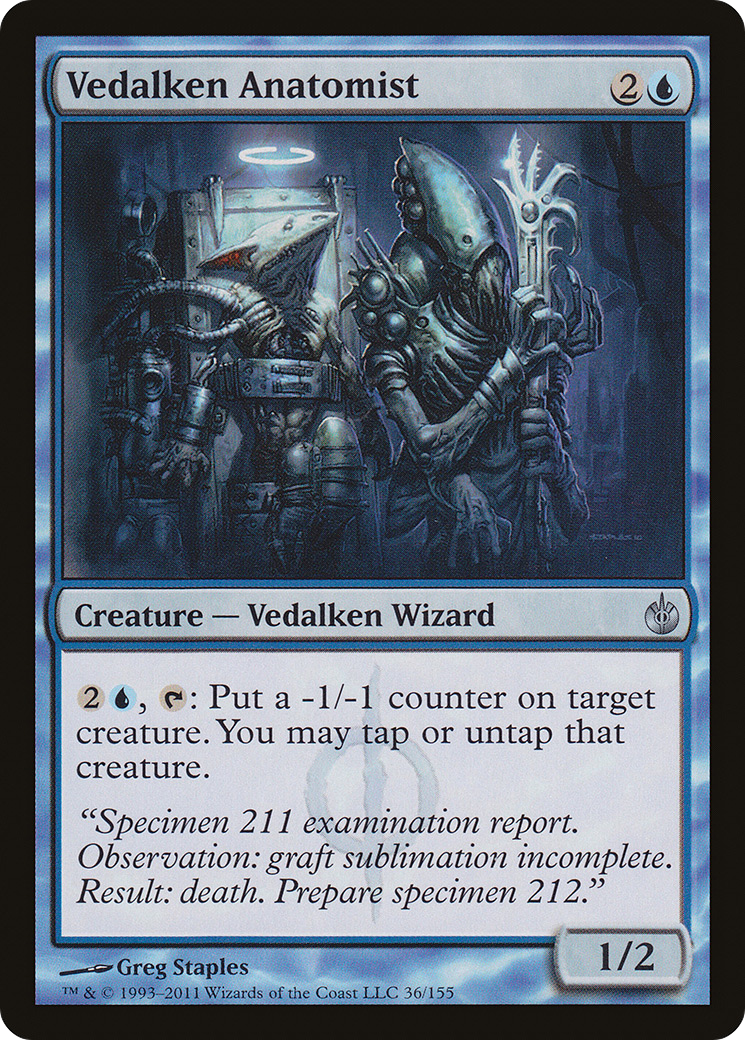 Vedalken Anatomist 2
STAPLES 10
Creature — Vedalken Wizard
2, : Put a -1/-1 counter on target
creature. You may tap or untap that
creature.
“Specimen 211 examination report.
Observation: graft sublimation incomplete.
Result: death. Prepare specimen 212.”
1/2
Greg Staples
™ & © 1993–2011 Wizards of the Coast LLC 36/155